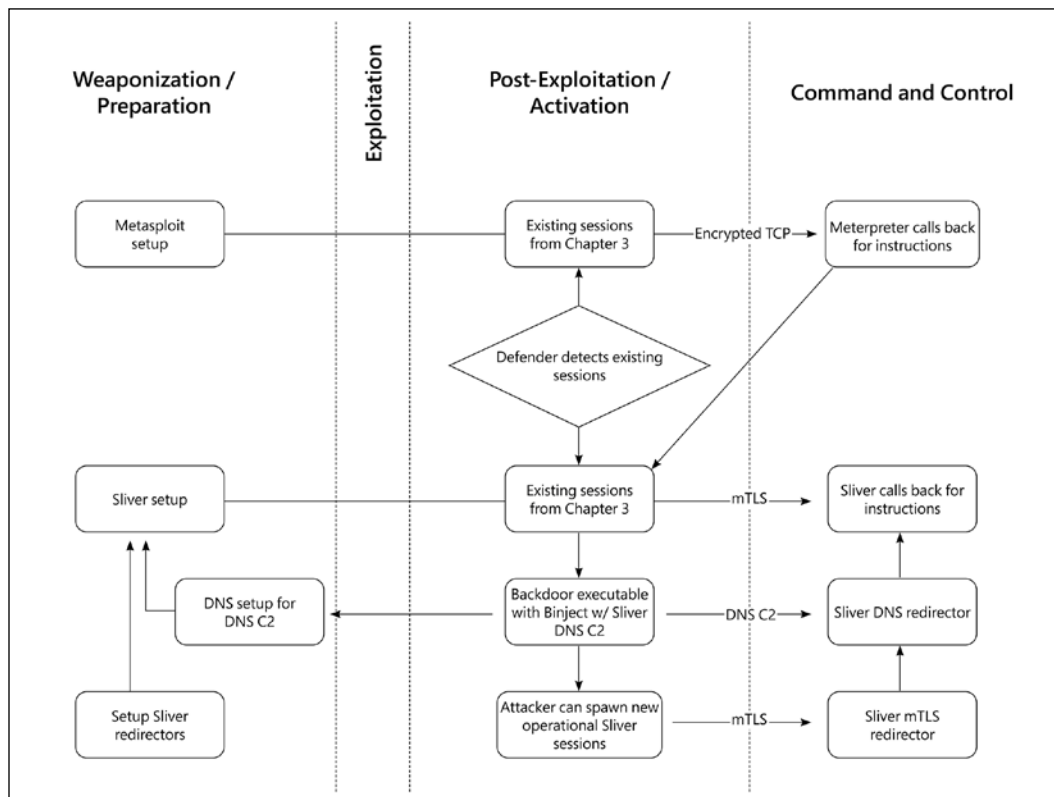 Weaponization /
Preparation
Exploitation
Post-Exploitation /
Activation
Command and Control
Metasploit
setup
Existing sessions
from Chapter 3
Encrypted TCP
Meterpreter calls back
for instructions
Defender detects existing
sessions
Sliver setup
Existing sessions
from Chapter 3
mTLS
Sliver calls back for
instructions
DNS setup for
DNS C2
Backdoor executable
with Binject w/ Sliver
DNS C2
DNS C2
Sliver DNS redirector
Setup Sliver
redirectors
Attacker can spawn new
operational Sliver
sessions
mTLS
Sliver mTLS
redirector